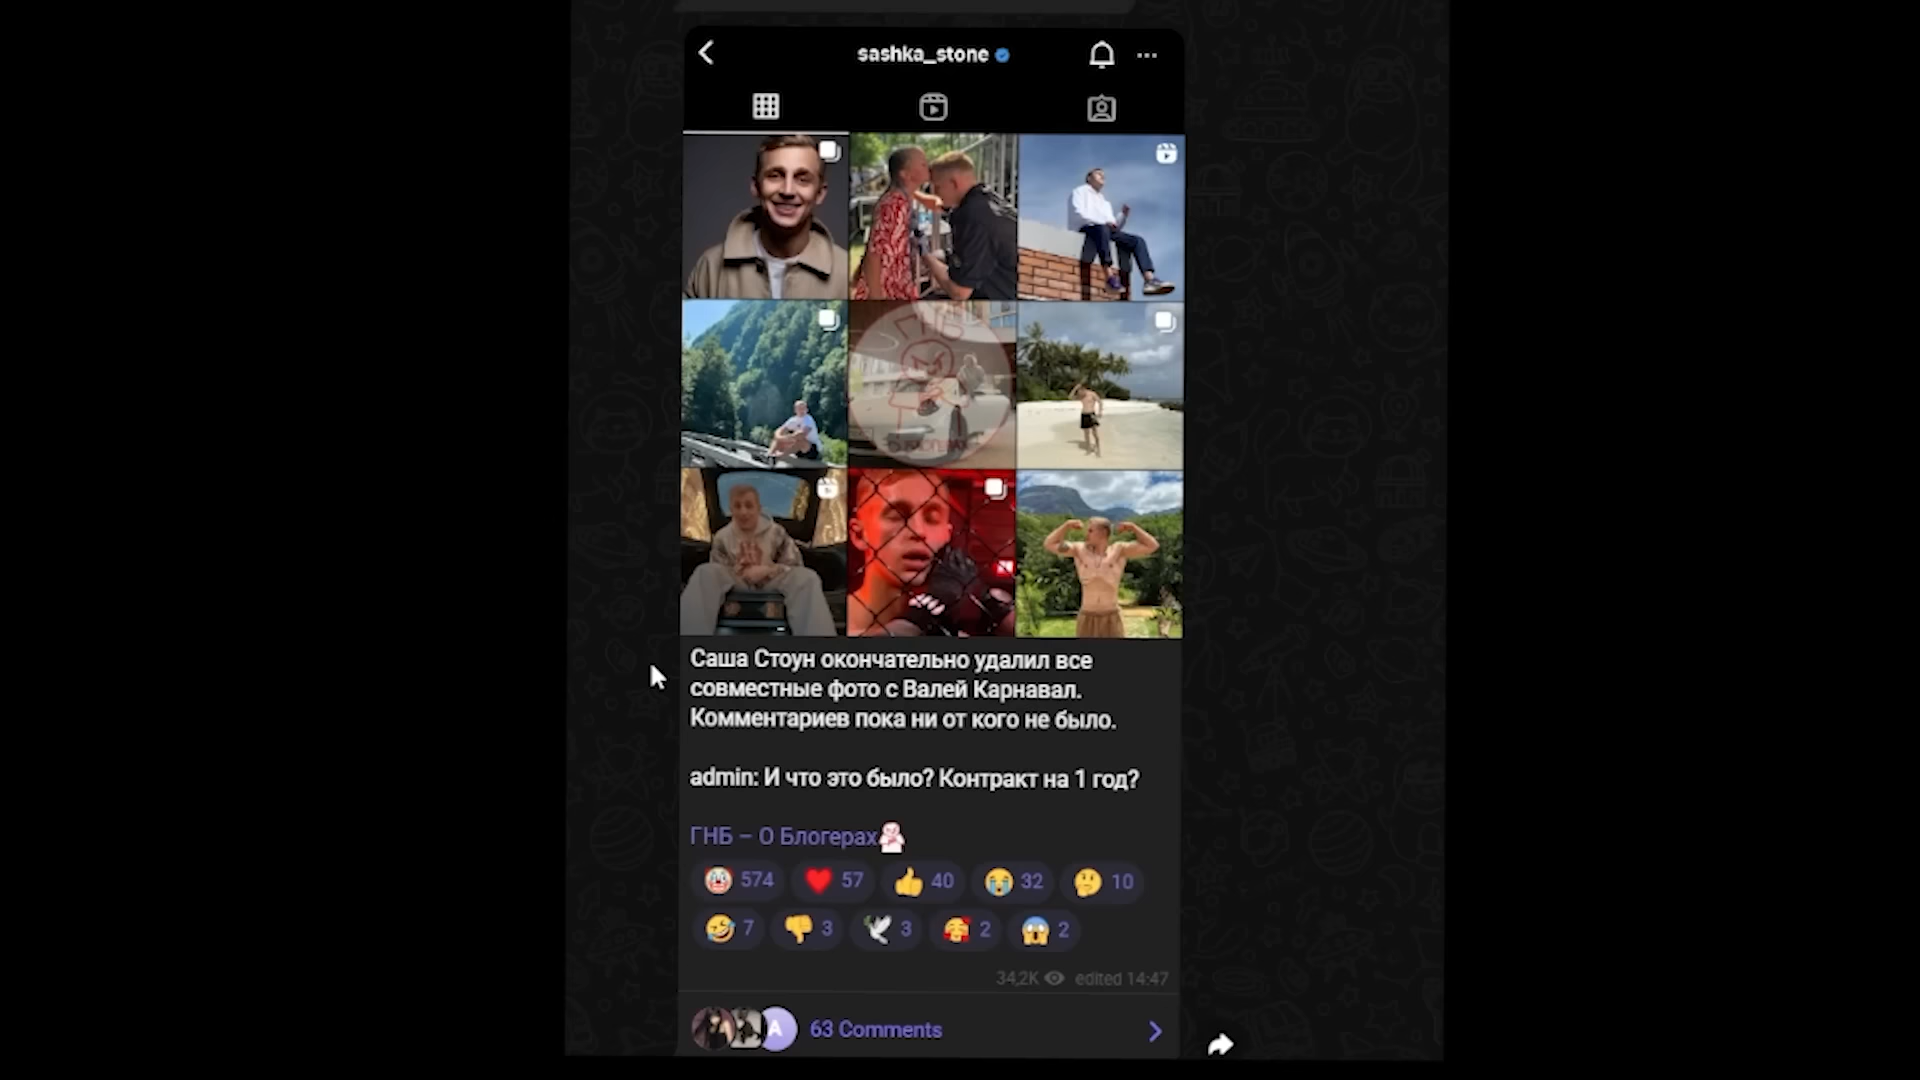 sashka_stone
Саша Стоун окончательно удалил все
совместные фото с Валей Карнавал.
Комментариев пока ни от кого не было.
admin: И что это было? Контракт на 1 год?
ГНБ – О Блогерах
574 57 40 32 10
7 3 3 2 2
34,2K edited 14:47
A 63 Comments